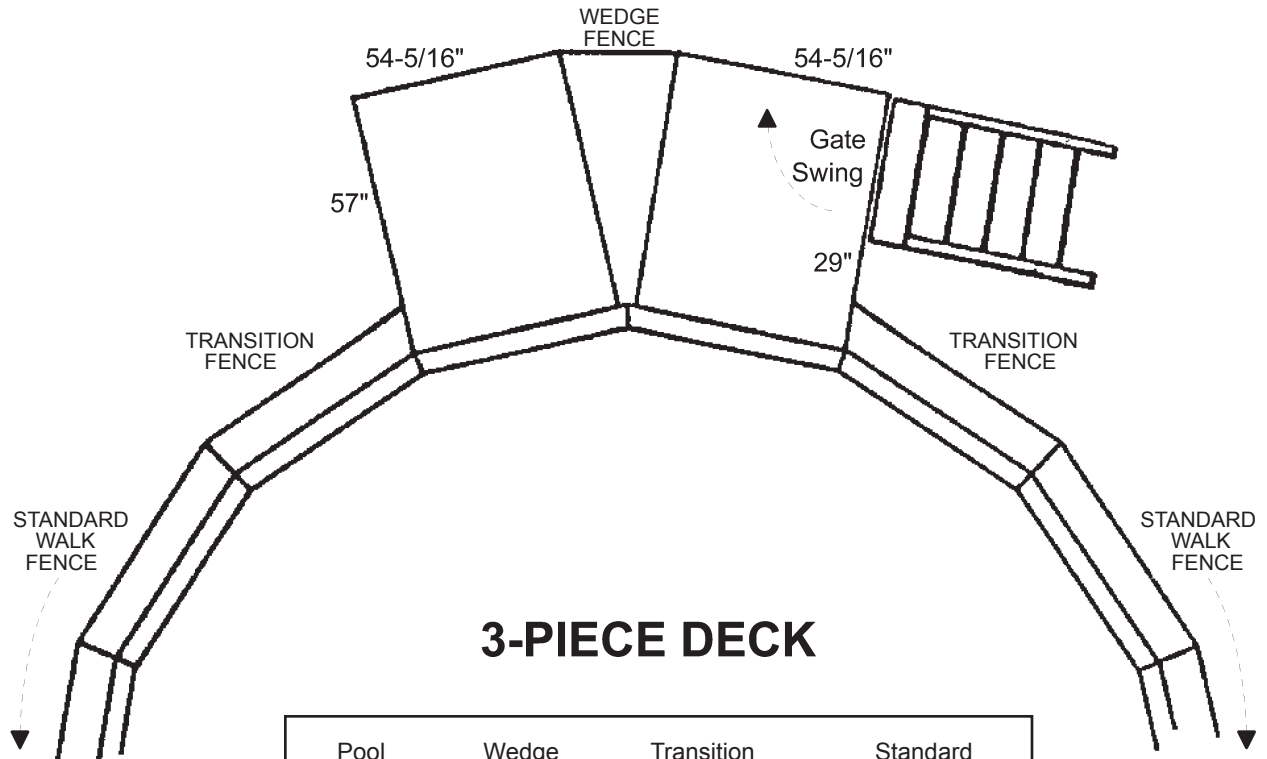 WEDGE
FENCE
54-5/16"
54-5/16"
Gate
Swing
57"
29"
TRANSITION
FENCE
TRANSITION
FENCE
STANDARD
WALK
FENCE
STANDARD
WALK
FENCE
3-PIECE DECK
Pool Wedge Transition Standard